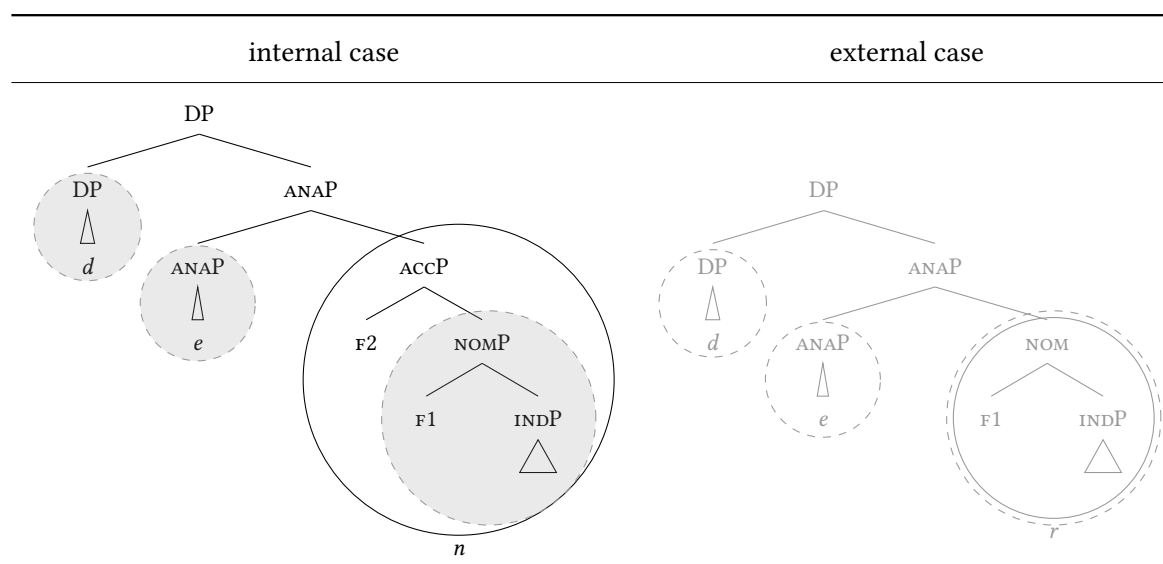 internal case external case
DP
DP ANAP DP
d ANAP ACCP DP ANAP
e F2 NOMP d ANAP NOM
F1 INDP e F1 INDP
n r